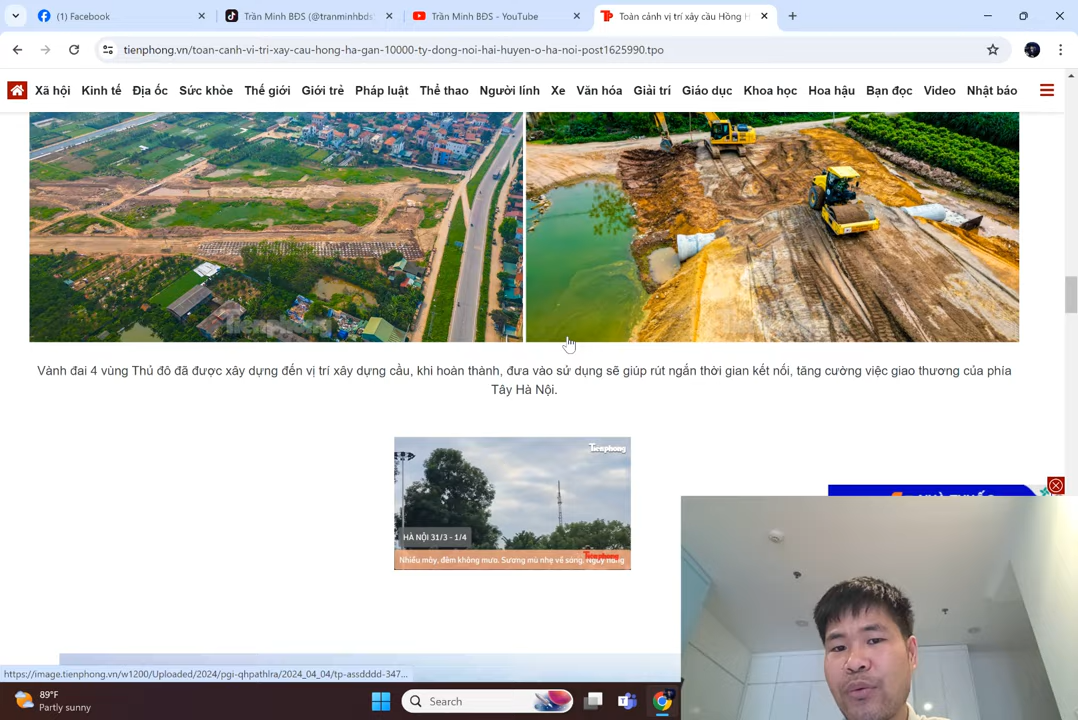 (1) Facebook
Trần Minh BĐS (@tranminhbds
Trần Minh BĐS - YouTube
Toàn cảnh vị trí xây cầu Hồng H
tienphong.vn/toan-canh-vi-tri-xay-cau-hong-ha-gan-10000-ty-dong-noi-hai-huyen-o-ha-noi-post1625990.tpo
Xã hội Kinh tế Địa ốc Sức khỏe Thế giới Giới trẻ Pháp luật Thể thao Người lính Xe Văn hóa Giải trí Giáo dục Khoa học Hoa hậu Bạn đọc Video Nhật báo
Tienphong
Vành đai 4 vùng Thủ đô đã được xây dựng đến vị trí xây dựng cầu, khi hoàn thành, đưa vào sử dụng sẽ giúp rút ngắn thời gian kết nối, tăng cường việc giao thương của phía
Tây Hà Nội.
Tienphong
HÀ NỘI 31/3 - 1/4
Tienphong
Nhiều mây, đêm không mưa. Sương mù nhẹ về sáng. Ngày nắng
https://image.tienphong.vn/w1200/Uploaded/2024/pgi-qhpathira/2024_04_04/tp-assdddd-347...
89°F
Partly sunny
Search